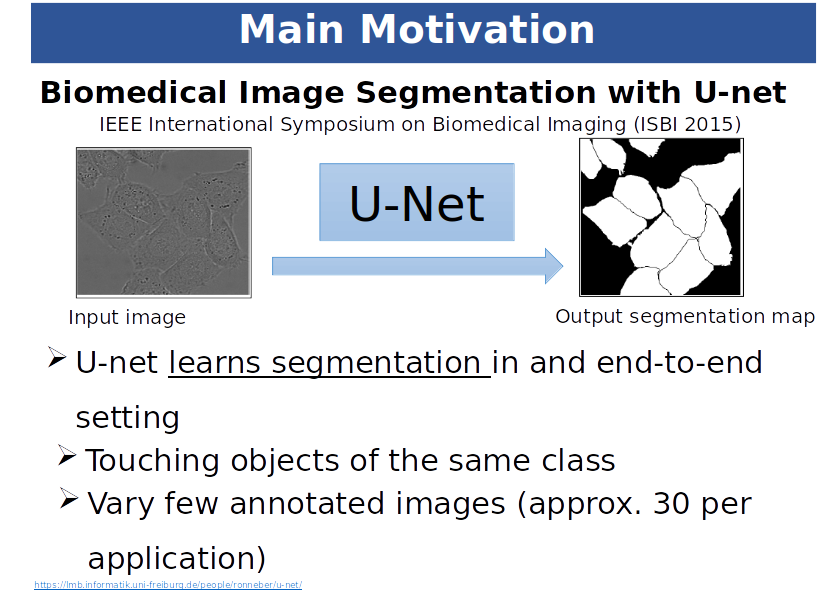 Main Motivation
Biomedical Image Segmentation with U-net
IEEE International Symposium on Biomedical Imaging (ISBI 2015)
U-Net
Input image
Output segmentation map
U-net learns segmentation in and end-to-end
setting
Touching objects of the same class
Vary few annotated images (approx. 30 per
application)
https://lmb.informatik.uni-freiburg.de/people/ronneber/u-net/